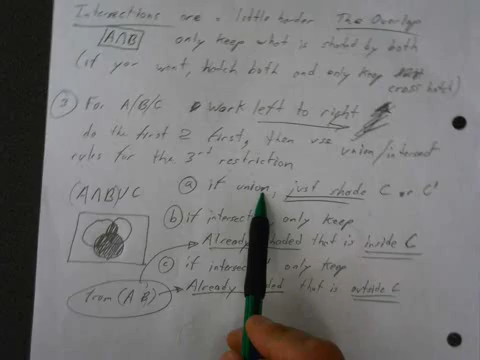 Intersections are a little harder The Overlap
A∩B only keep what is shared by both
(if you want, hatch both and only keep cross hatch)
③ For A/B/C work left to right
do the first 2 first, then use union/intersect
rules for the 3rd restriction
(A∩B)∪C ⓐ if union, just shade C or C'
ⓑ if intersect, only keep
Already shaded that is inside C
ⓒ if intersect only keep
from (A B) Already shaded that is outside C